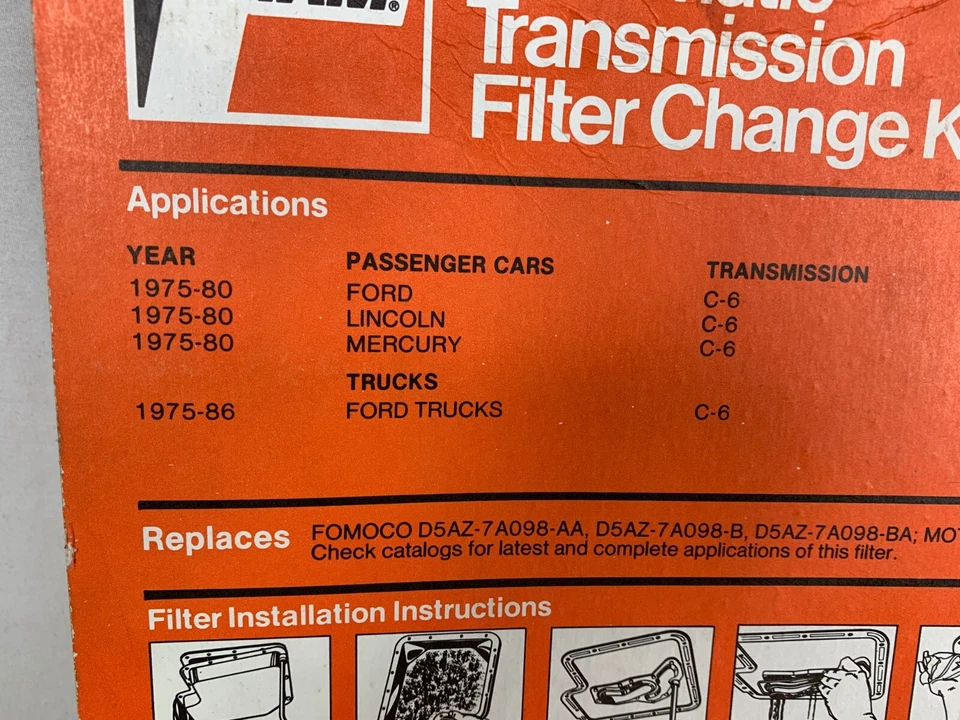 Transmission
Filter Change
Applications
YEAR PASSENGER CARS TRANSMISSION
1975-80 FORD C-6
1975-80 LINCOLN C-6
1975-80 MERCURY C-6
TRUCKS
1975-86 FORD TRUCKS C-6
Replaces FOMOCO D5AZ-7A098-AA, D5AZ-7A098-B, D5AZ-7A098-BA;
Check catalogs for latest and complete applications of this filter.
Filter Installation Instructions